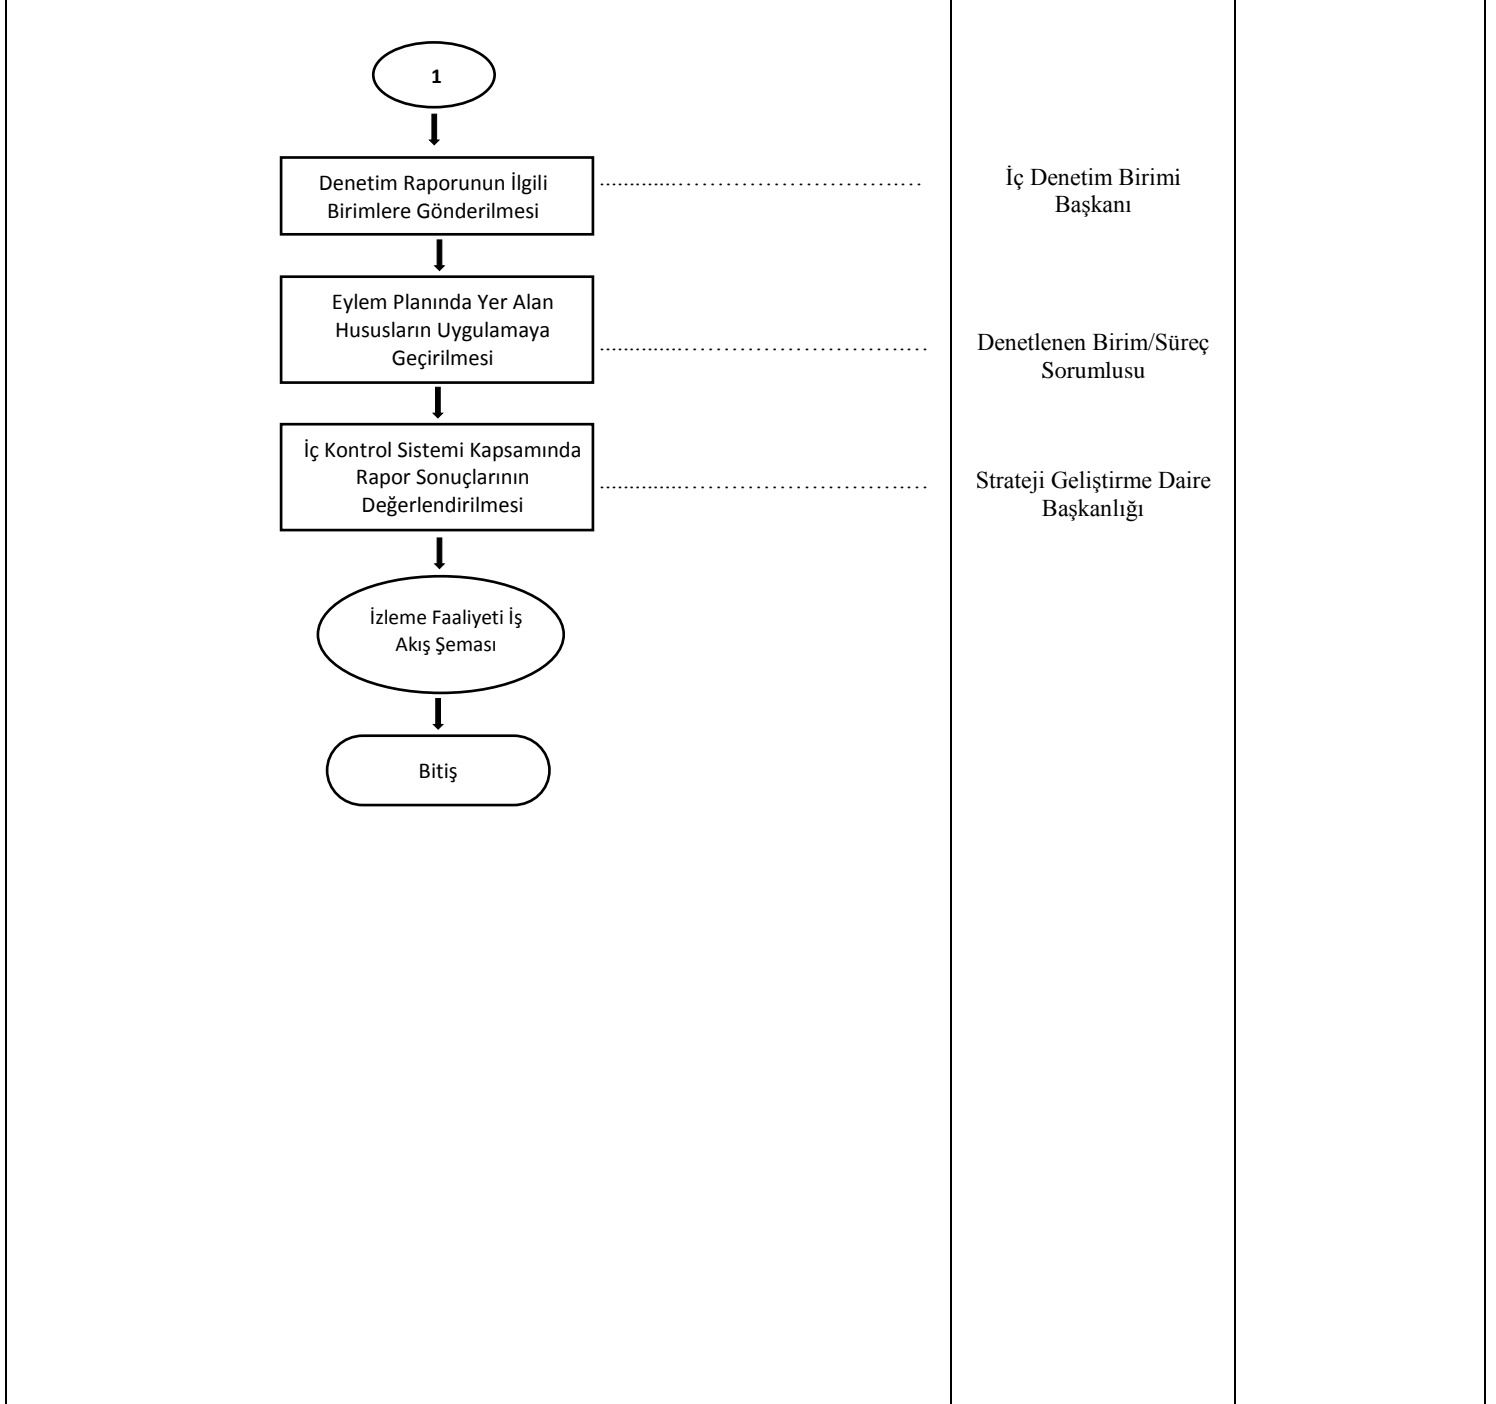 1
Denetim Raporunun İlgili
Birimlere Gönderilmesi
İç Denetim Birimi
Başkanı
Eylem Planında Yer Alan
Hususların Uygulamaya
Geçirilmesi
Denetlenen Birim/Süreç
Sorumlusu
İç Kontrol Sistemi Kapsamında
Rapor Sonuçlarının
Değerlendirilmesi
Strateji Geliştirme Daire
Başkanlığı
İzleme Faaliyeti İş
Akış Şeması
Bitiş